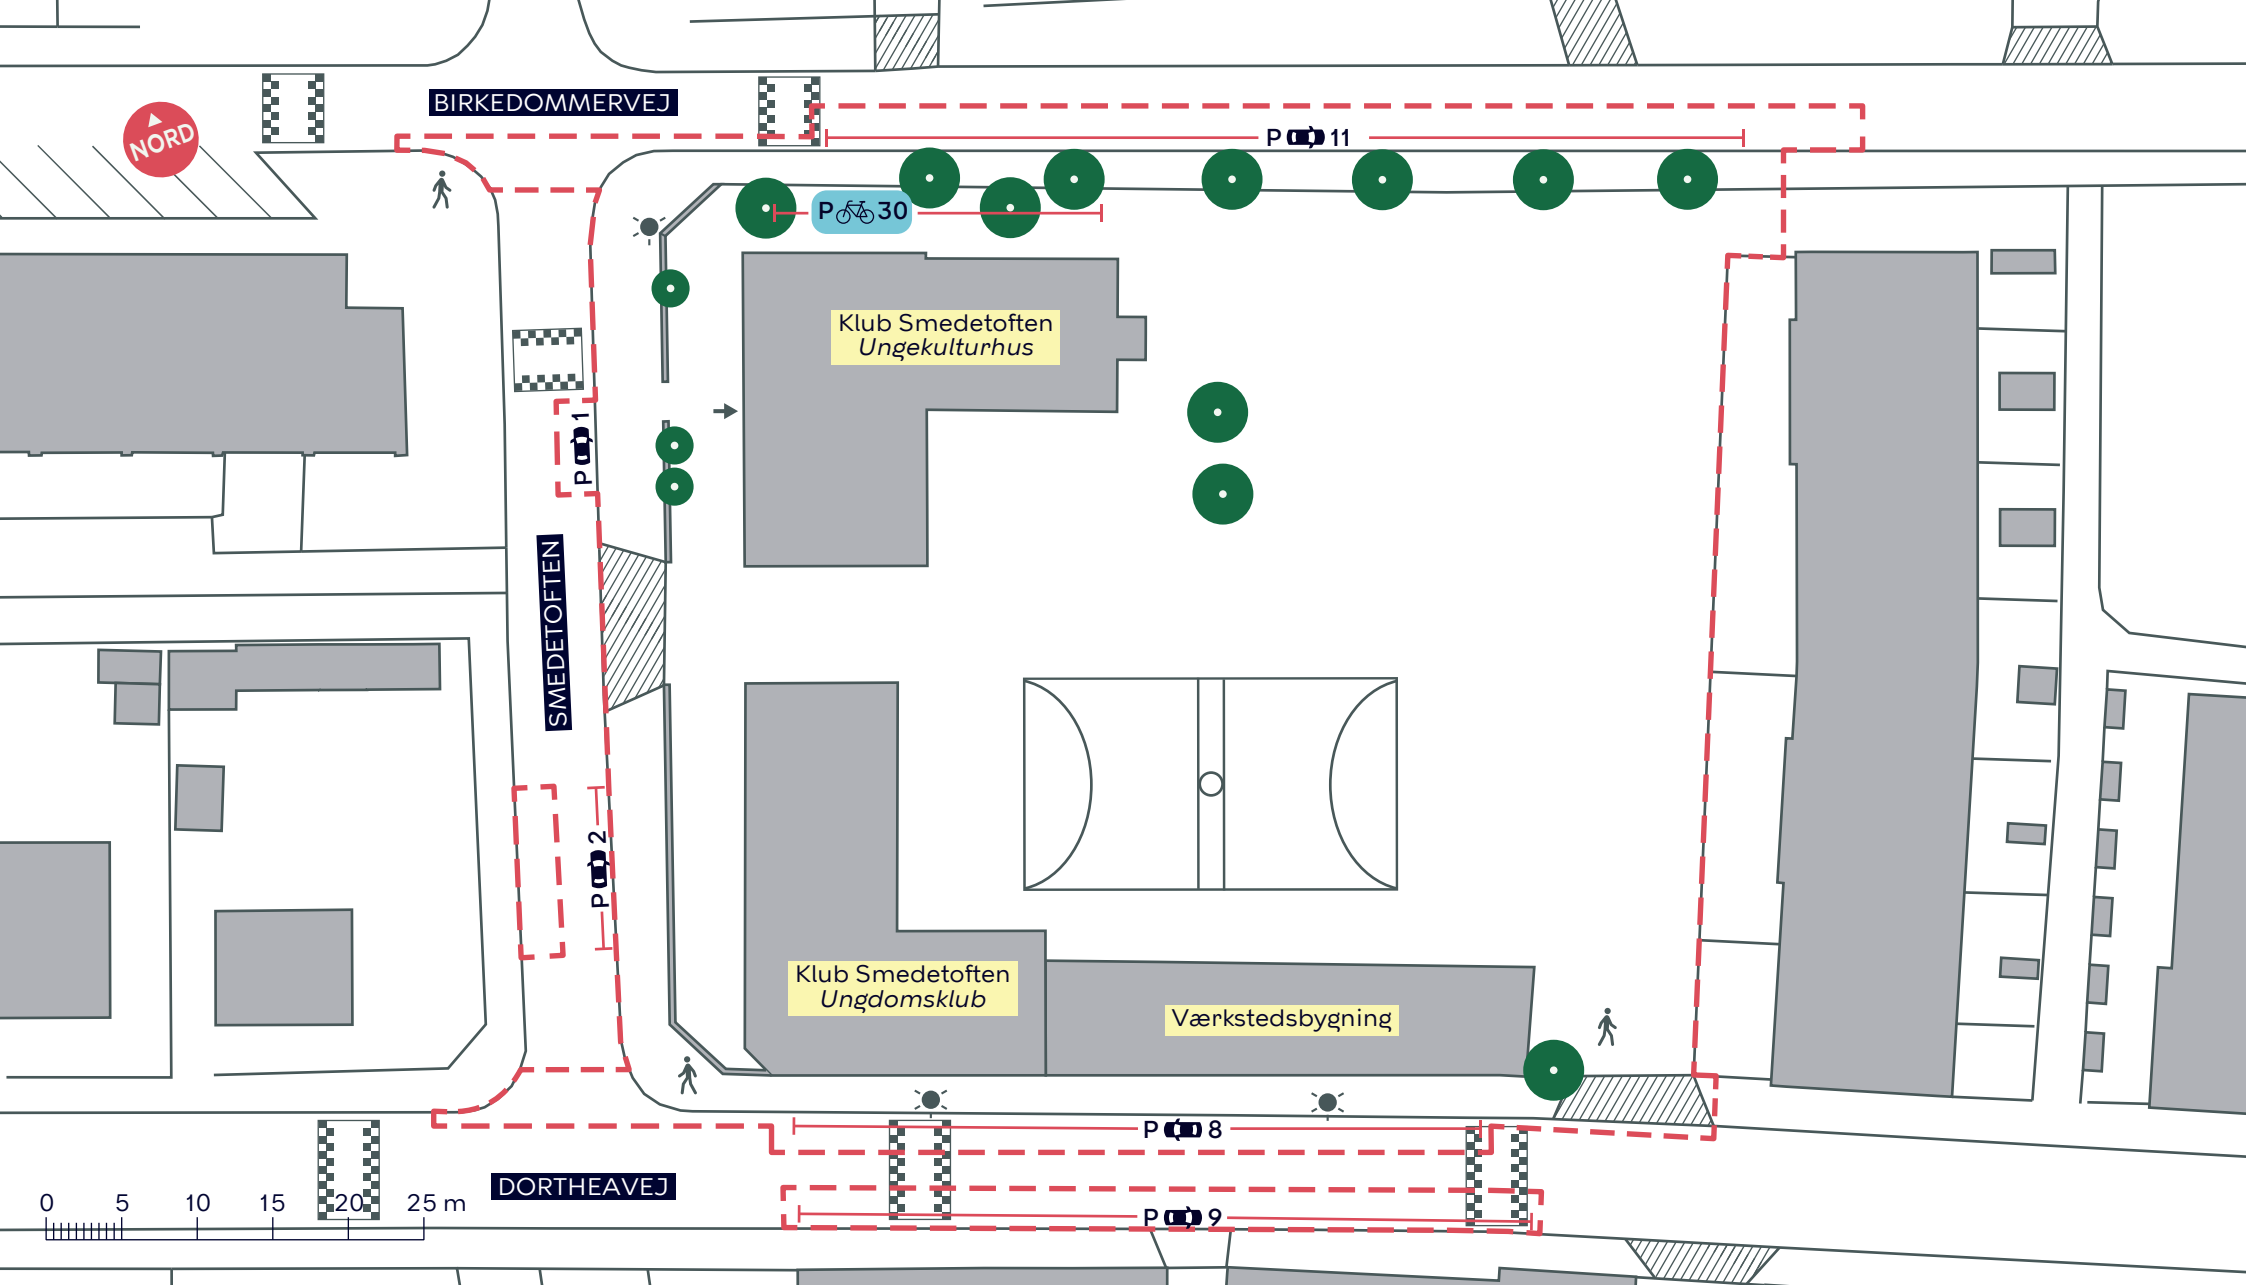 BIRKEDOMMERVEJ
NORD
P 11
P 30
Klub Smedetoften
Ungekulturhus
P 1
SMEDETOFTEN
P 2
Klub Smedetoften
Ungdomsklub
Værkstedsbygning
P 8
DORTHEAVEJ
P 9
0 5 10 15 20 25 m